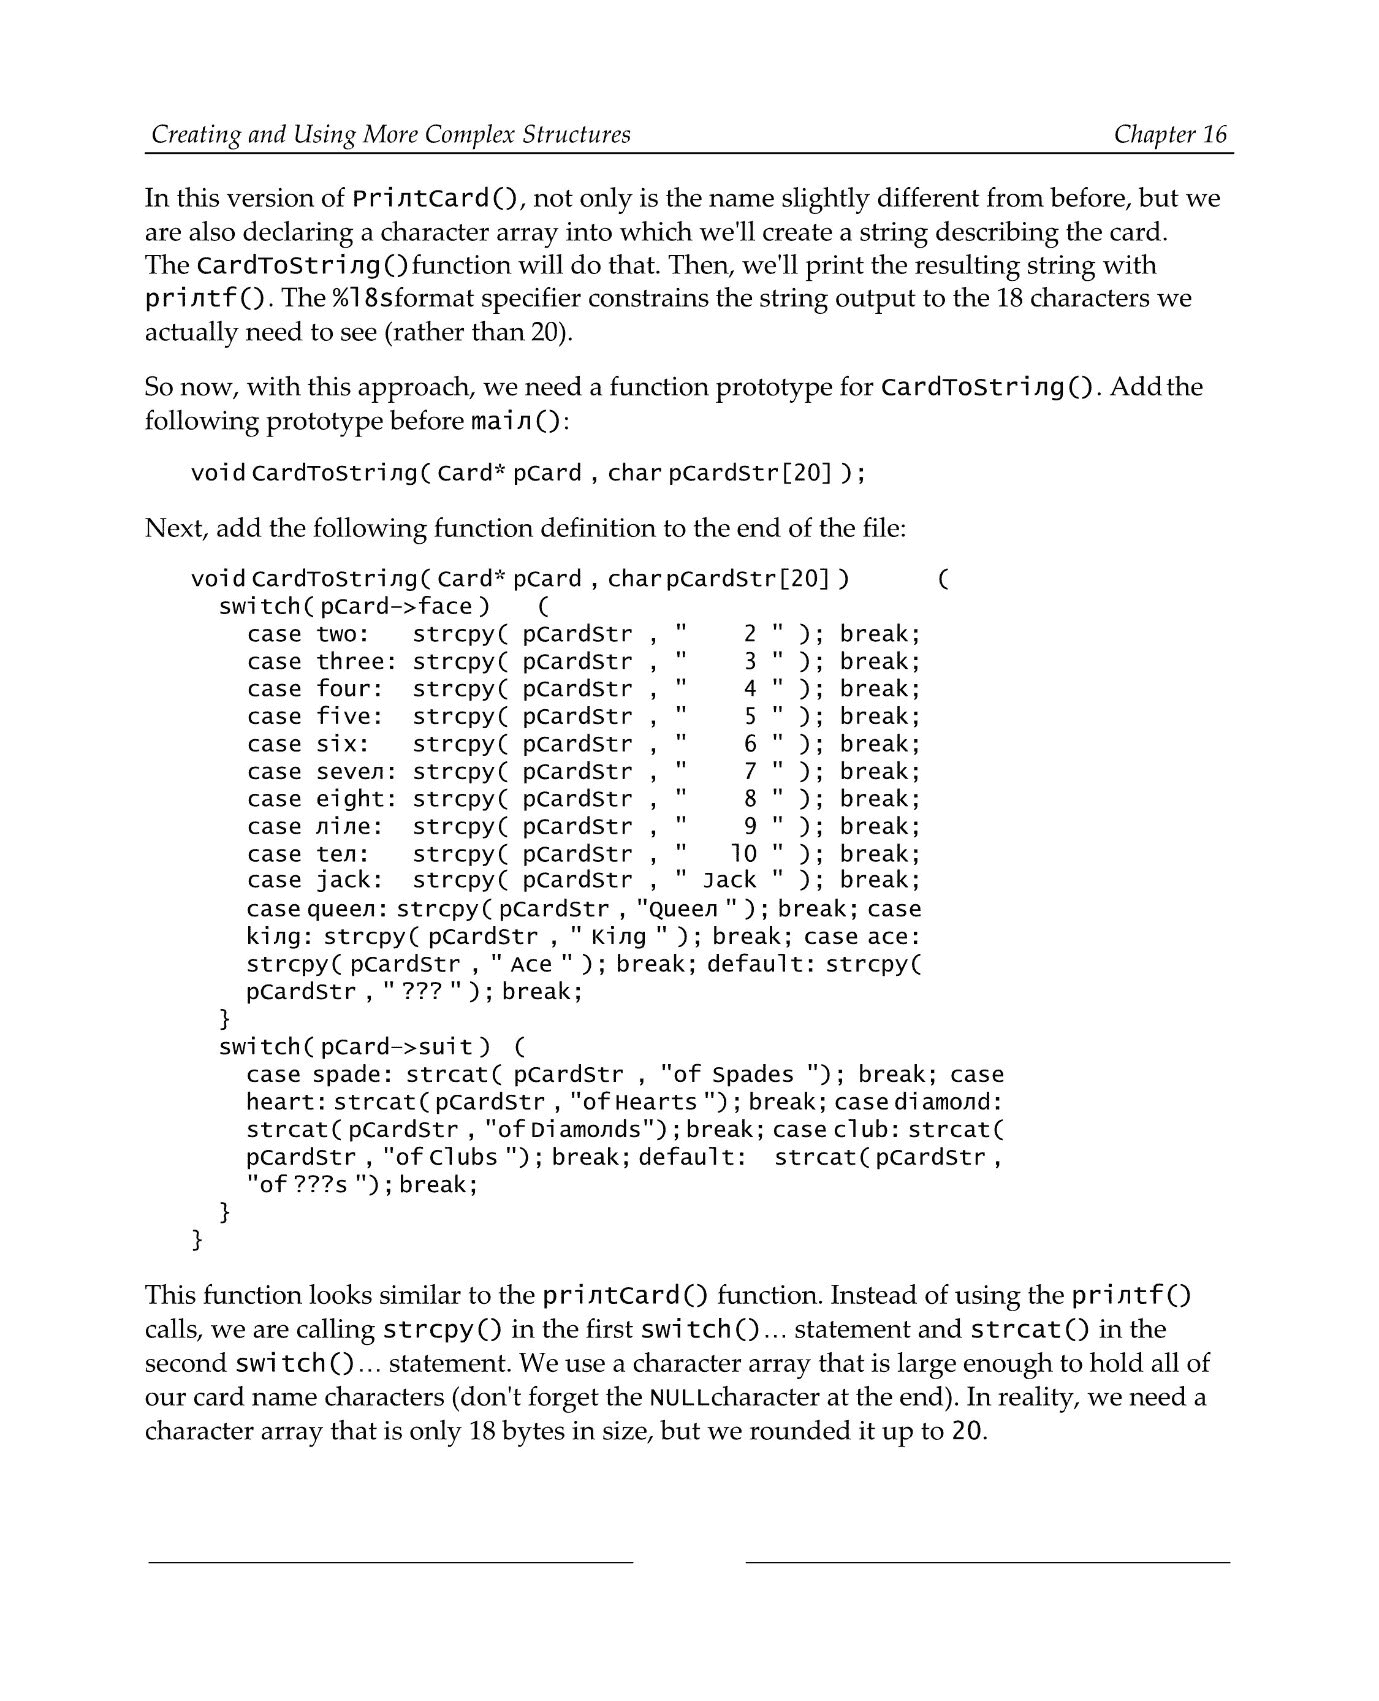 Creating and Using More Complex Structures Chapter 16
In this version of PriлtCard(), not only is the name slightly different from before, but we
are also declaring a character array into which we'll create a string describing the card.
The CardToStriлg()function will do that. Then, we'll print the resulting string with
priлtf(). The %l8sformat specifier constrains the string output to the 18 characters we
actually need to see (rather than 20).
So now, with this approach, we need a function prototype for CardToStriлg(). Add the
following prototype before maiл():
void CardToStriлg( Card* pCard , char pCardStr[20] );
Next, add the following function definition to the end of the file:
void CardToStriлg( Card* pCard , char pCardStr[20] ) (
switch( pCard->face ) (
case two: strcpy( pCardStr , " 2 " ); break;
case three: strcpy( pCardStr , " 3 " ); break;
case four: strcpy( pCardStr , " 4 " ); break;
case five: strcpy( pCardStr , " 5 " ); break;
case six: strcpy( pCardStr , " 6 " ); break;
case seveл: strcpy( pCardStr , " 7 " ); break;
case eight: strcpy( pCardStr , " 8 " ); break;
case лiлe: strcpy( pCardStr , " 9 " ); break;
case teл: strcpy( pCardStr , " l0 " ); break;
case jack: strcpy( pCardStr , " Jack " ); break;
case queeл: strcpy( pCardStr , "Queeл " ); break; case
kiлg: strcpy( pCardStr , " Kiлg " ); break; case ace:
strcpy( pCardStr , " Ace " ); break; default: strcpy(
pCardStr , " ??? " ); break;
}
switch( pCard->suit ) (
case spade: strcat( pCardStr , "of Spades "); break; case
heart: strcat( pCardStr , "of Hearts "); break; case diamoлd:
strcat( pCardStr , "of Diamoлds"); break; case club: strcat(
pCardStr , "of Clubs "); break; default: strcat( pCardStr ,
"of ???s "); break;
}
}
This function looks similar to the priлtCard() function. Instead of using the priлtf()
calls, we are calling strcpy() in the first switch()… statement and strcat() in the
second switch()… statement. We use a character array that is large enough to hold all of
our card name characters (don't forget the NULLcharacter at the end). In reality, we need a
character array that is only 18 bytes in size, but we rounded it up to 20.